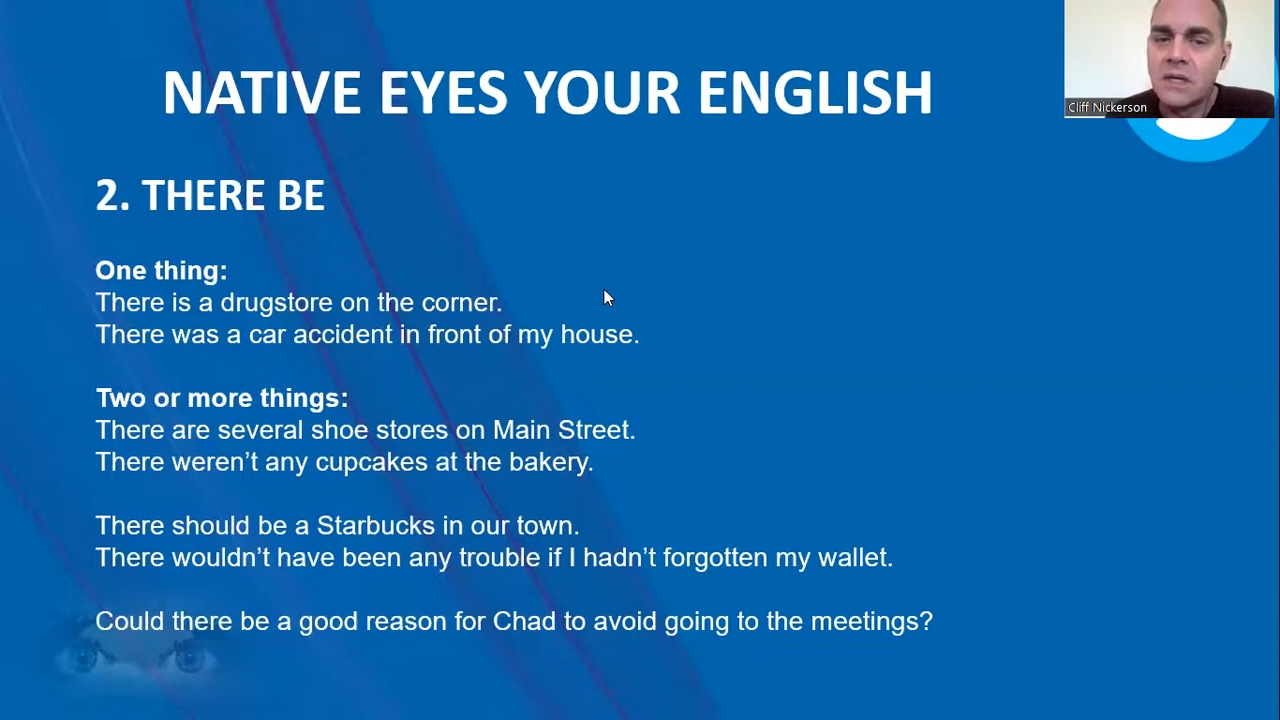 NATIVE EYES YOUR ENGLISH
Cliff Nickerson
2. THERE BE
One thing:
There is a drugstore on the corner.
There was a car accident in front of my house.
Two or more things:
There are several shoe stores on Main Street.
There weren’t any cupcakes at the bakery.
There should be a Starbucks in our town.
There wouldn’t have been any trouble if I hadn’t forgotten my wallet.
Could there be a good reason for Chad to avoid going to the meetings?